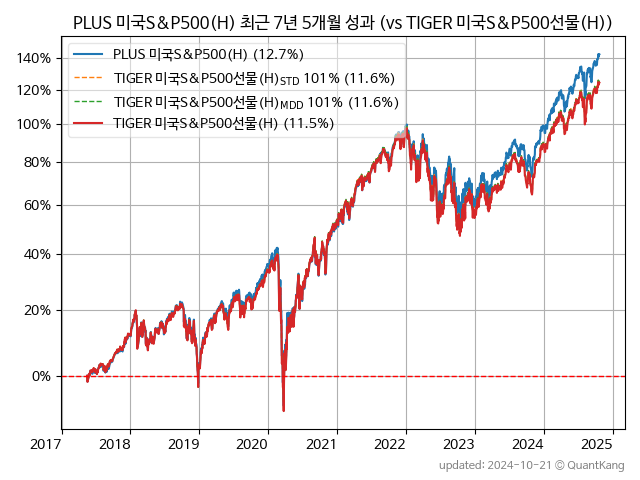 PLUS 미국S&P500(H) 최근 7년 5개월 성과 (vs TIGER 미국S&P500선물(H))
PLUS 미국S&P500(H) (12.7%)
TIGER 미국S&P500선물(H)STD 101% (11.6%)
TIGER 미국S&P500선물(H)MDD 101% (11.6%)
TIGER 미국S&P500선물(H) (11.5%)
140%
120%
100%
80%
60%
40%
20%
0%
2017 2018 2019 2020 2021 2022 2023 2024 2025
updated: 2024-10-21 © QuantKang